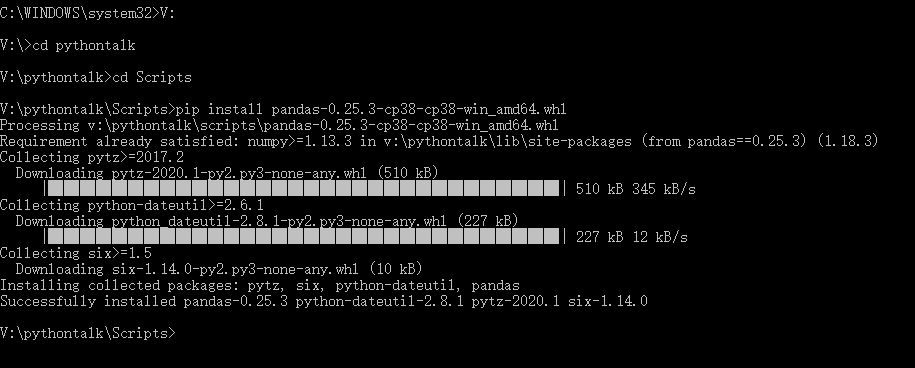 C:\WINDOWS\system32>V:
V:\>cd pythontalk
V:\pythontalk>cd Scripts
V:\pythontalk\Scripts>pip install pandas-0.25.3-cp38-cp38-win_amd64.whl
Processing v:\pythontalk\scripts\pandas-0.25.3-cp38-cp38-win_amd64.whl
Requirement already satisfied: numpy>=1.13.3 in v:\pythontalk\lib\site-packages (from pandas==0.25.3) (1.18.3)
Collecting pytz>=2017.2
Downloading pytz-2020.1-py2.py3-none-any.whl (510 kB)
|████████████████████████████████| 510 kB 345 kB/s
Collecting python-dateutil>=2.6.1
Downloading python_dateutil-2.8.1-py2.py3-none-any.whl (227 kB)
|████████████████████████████████| 227 kB 12 kB/s
Collecting six>=1.5
Downloading six-1.14.0-py2.py3-none-any.whl (10 kB)
Installing collected packages: pytz, six, python-dateutil, pandas
Successfully installed pandas-0.25.3 python-dateutil-2.8.1 pytz-2020.1 six-1.14.0
V:\pythontalk\Scripts>